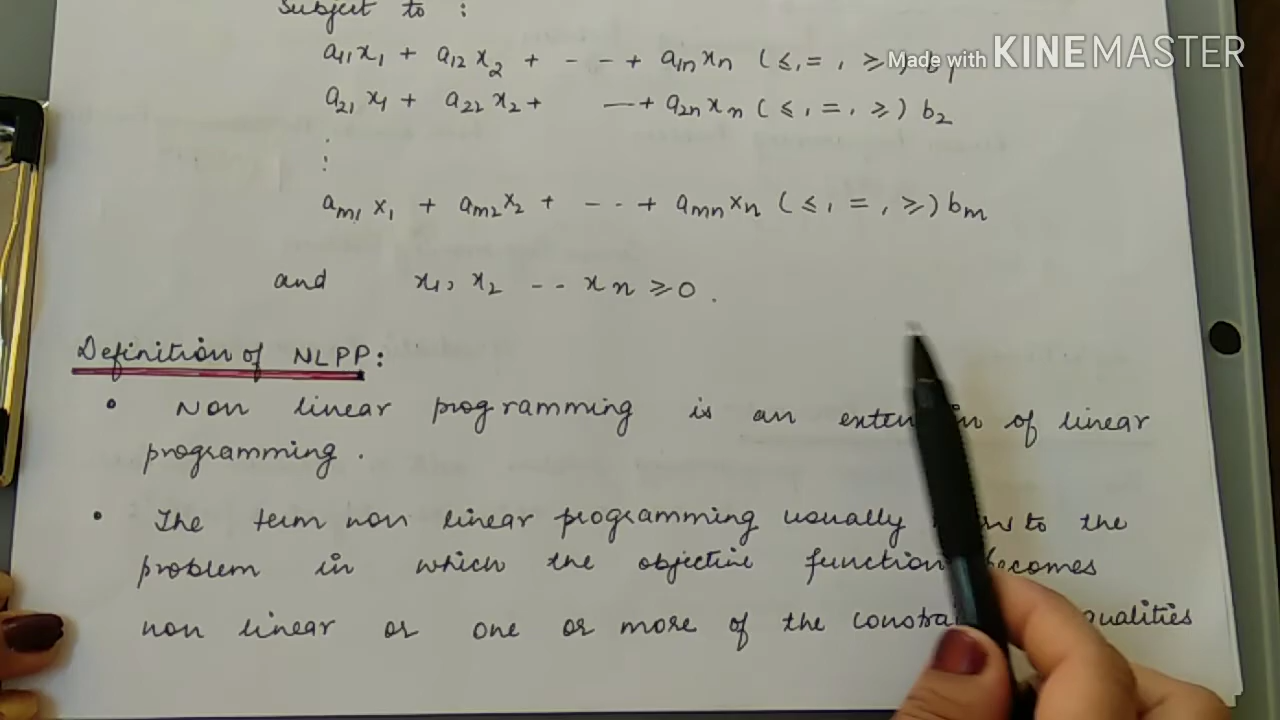 Subject to :
a11 x1 + a12 x2 + - - + a1n xn (≤, =, ≥) b1
Made with KINEMASTER
a21 x1 + a22 x2 + — + a2n xn (≤, =, ≥) b2
:
am1 x1 + am2 x2 + - - + amn xn (≤, =, ≥) bm
and x1, x2 -- xn ≥ 0.
Definition of NLPP:
• Non linear programming is an of linear
programming.
• The term non linear programming usually to the
problem in which the objective function becomes
non linear or one or more of the